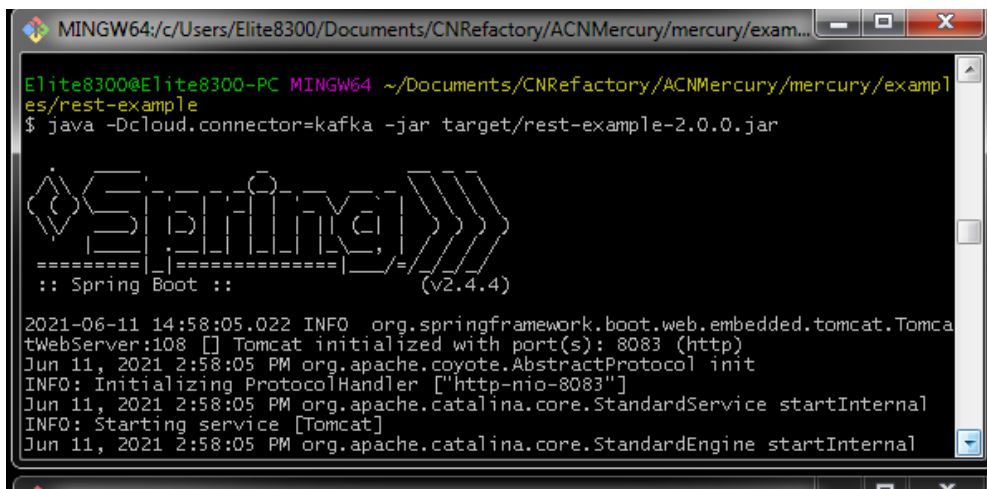 MINGW64:/c/Users/Elite8300/Documents/CNRefactory/ACNMercury/mercury/exam...
Elite8300@Elite8300-PC MINGW64 ~/Documents/CNRefactory/ACNMercury/mercury/exampl
es/rest-example
$ java -Dcloud.connector=kafka -jar target/rest-example-2.0.0.jar
Spring
=========|_|==============|___/=/_/_/_/
:: Spring Boot :: (v2.4.4)
2021-06-11 14:58:05.022 INFO org.springframework.boot.web.embedded.tomcat.Tomca
tWebServer:108 [] Tomcat initialized with port(s): 8083 (http)
Jun 11, 2021 2:58:05 PM org.apache.coyote.AbstractProtocol init
INFO: Initializing ProtocolHandler ["http-nio-8083"]
Jun 11, 2021 2:58:05 PM org.apache.catalina.core.StandardService startInternal
INFO: Starting service [Tomcat]
Jun 11, 2021 2:58:05 PM org.apache.catalina.core.StandardEngine startInternal